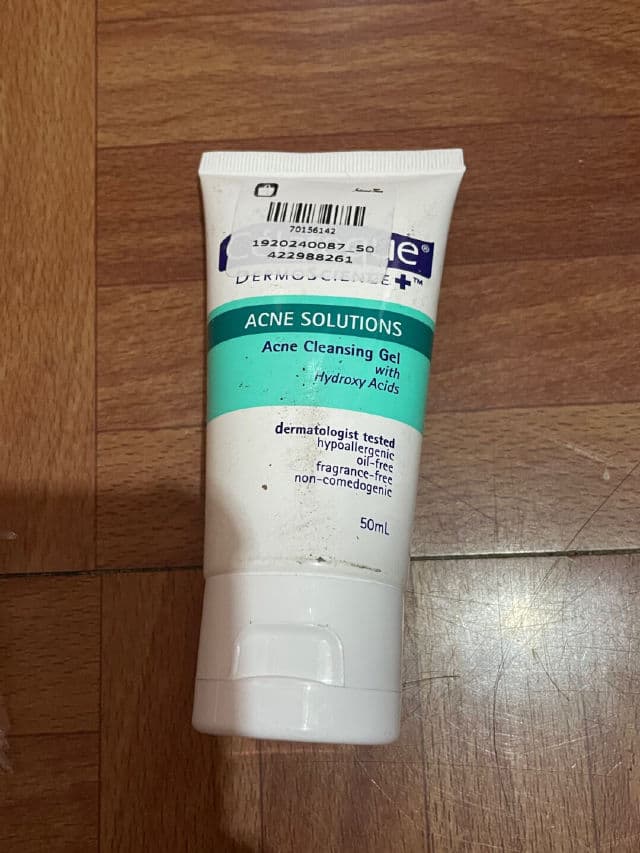 70156142
1920240087_50
422988261
DERMOSCIENCE+™
ACNE SOLUTIONS
Acne Cleansing Gel
with
Hydroxy Acids
dermatologist tested
hypoallergenic
oil-free
fragrance-free
non-comedogenic
50mL